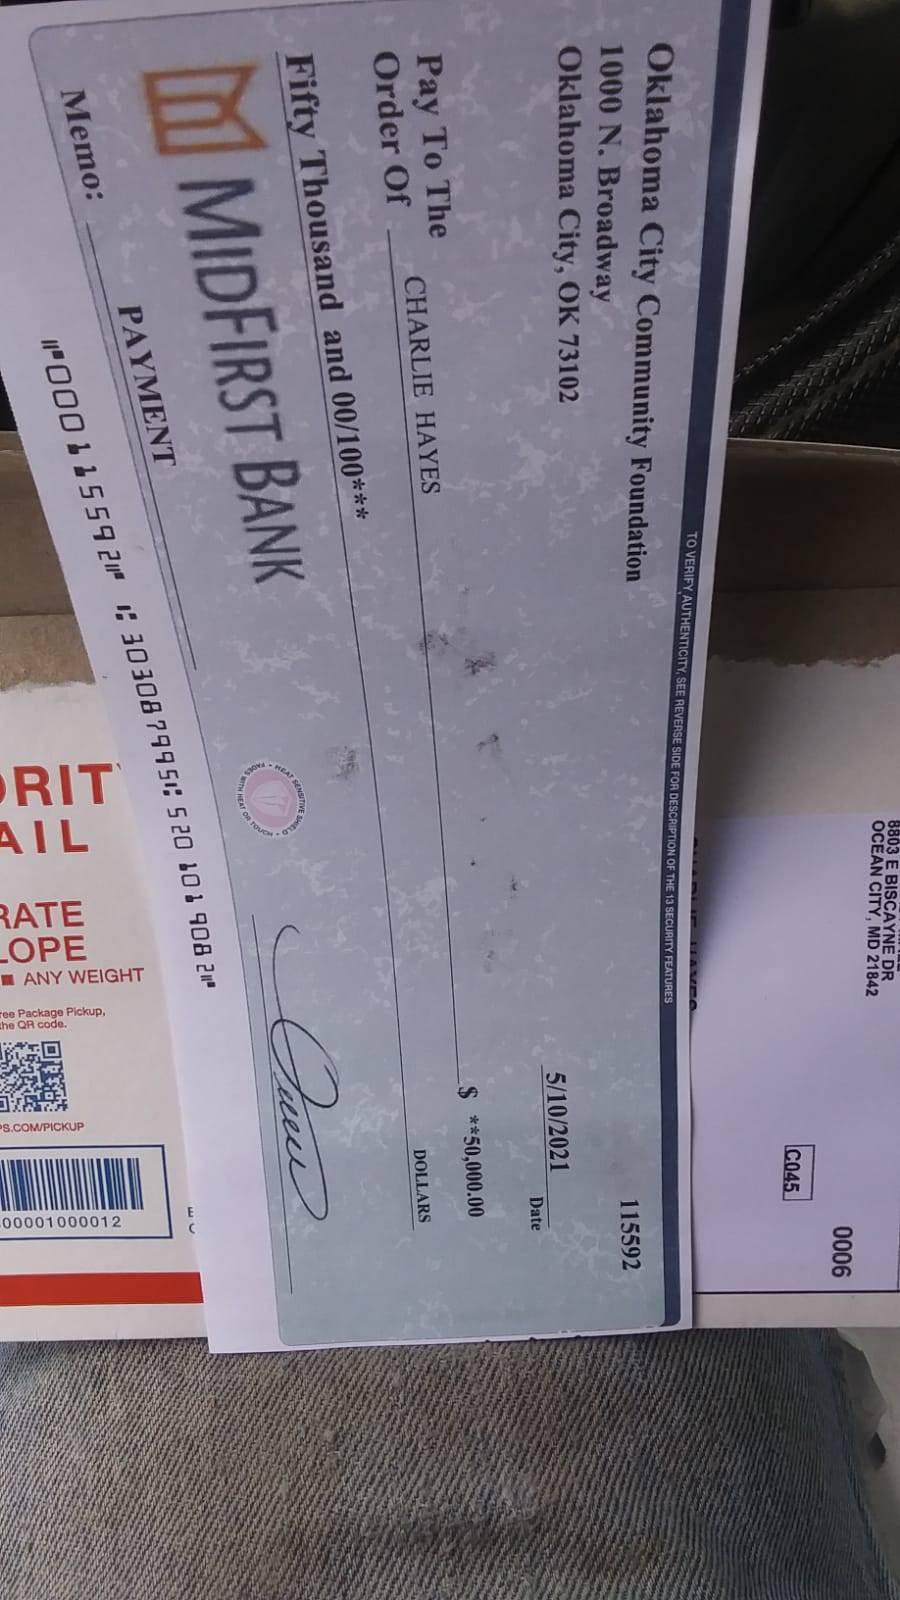 TO VERIFY AUTHENTICITY, SEE REVERSE SIDE FOR DESCRIPTION OF THE 13 SECURITY FEATURES
Oklahoma City Community Foundation
1000 N. Broadway
Oklahoma City, OK 73102
115592
5/10/2021
Date
Pay To The
Order Of
CHARLIE HAYES
$ **50,000.00
Fifty Thousand and 00/100***
DOLLARS
MIDFIRST BANK
HEAT SENSITIVE SHIELD • FADES WITH HEAT OR TOUCH •
Memo:
PAYMENT
⑈000115592⑈ ⑆303087995⑆ 520 101 908 2⑈
8803 E BISCAYNE DR
OCEAN CITY, MD 21842
C045
0006
ORITY
AIL
RATE
LOPE
■ ANY WEIGHT
ree Package Pickup,
the QR code.
PS.COM/PICKUP
00001000012